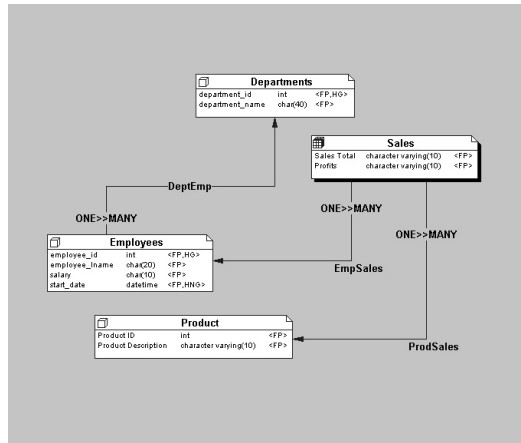 Departments
department_id int <FP,HG>
department_name char(40) <FP>
Sales
Sales Total character varying(10) <FP>
Profits character varying(10) <FP>
DeptEmp
ONE>>MANY
ONE>>MANY
ONE>>MANY
Employees
employee_id int <FP,HG>
employee_lname char(20) <FP>
salary char(10) <FP>
start_date datetime <FP,HNG>
EmpSales
Product
Product ID int <FP>
Product Description character varying(10) <FP>
ProdSales